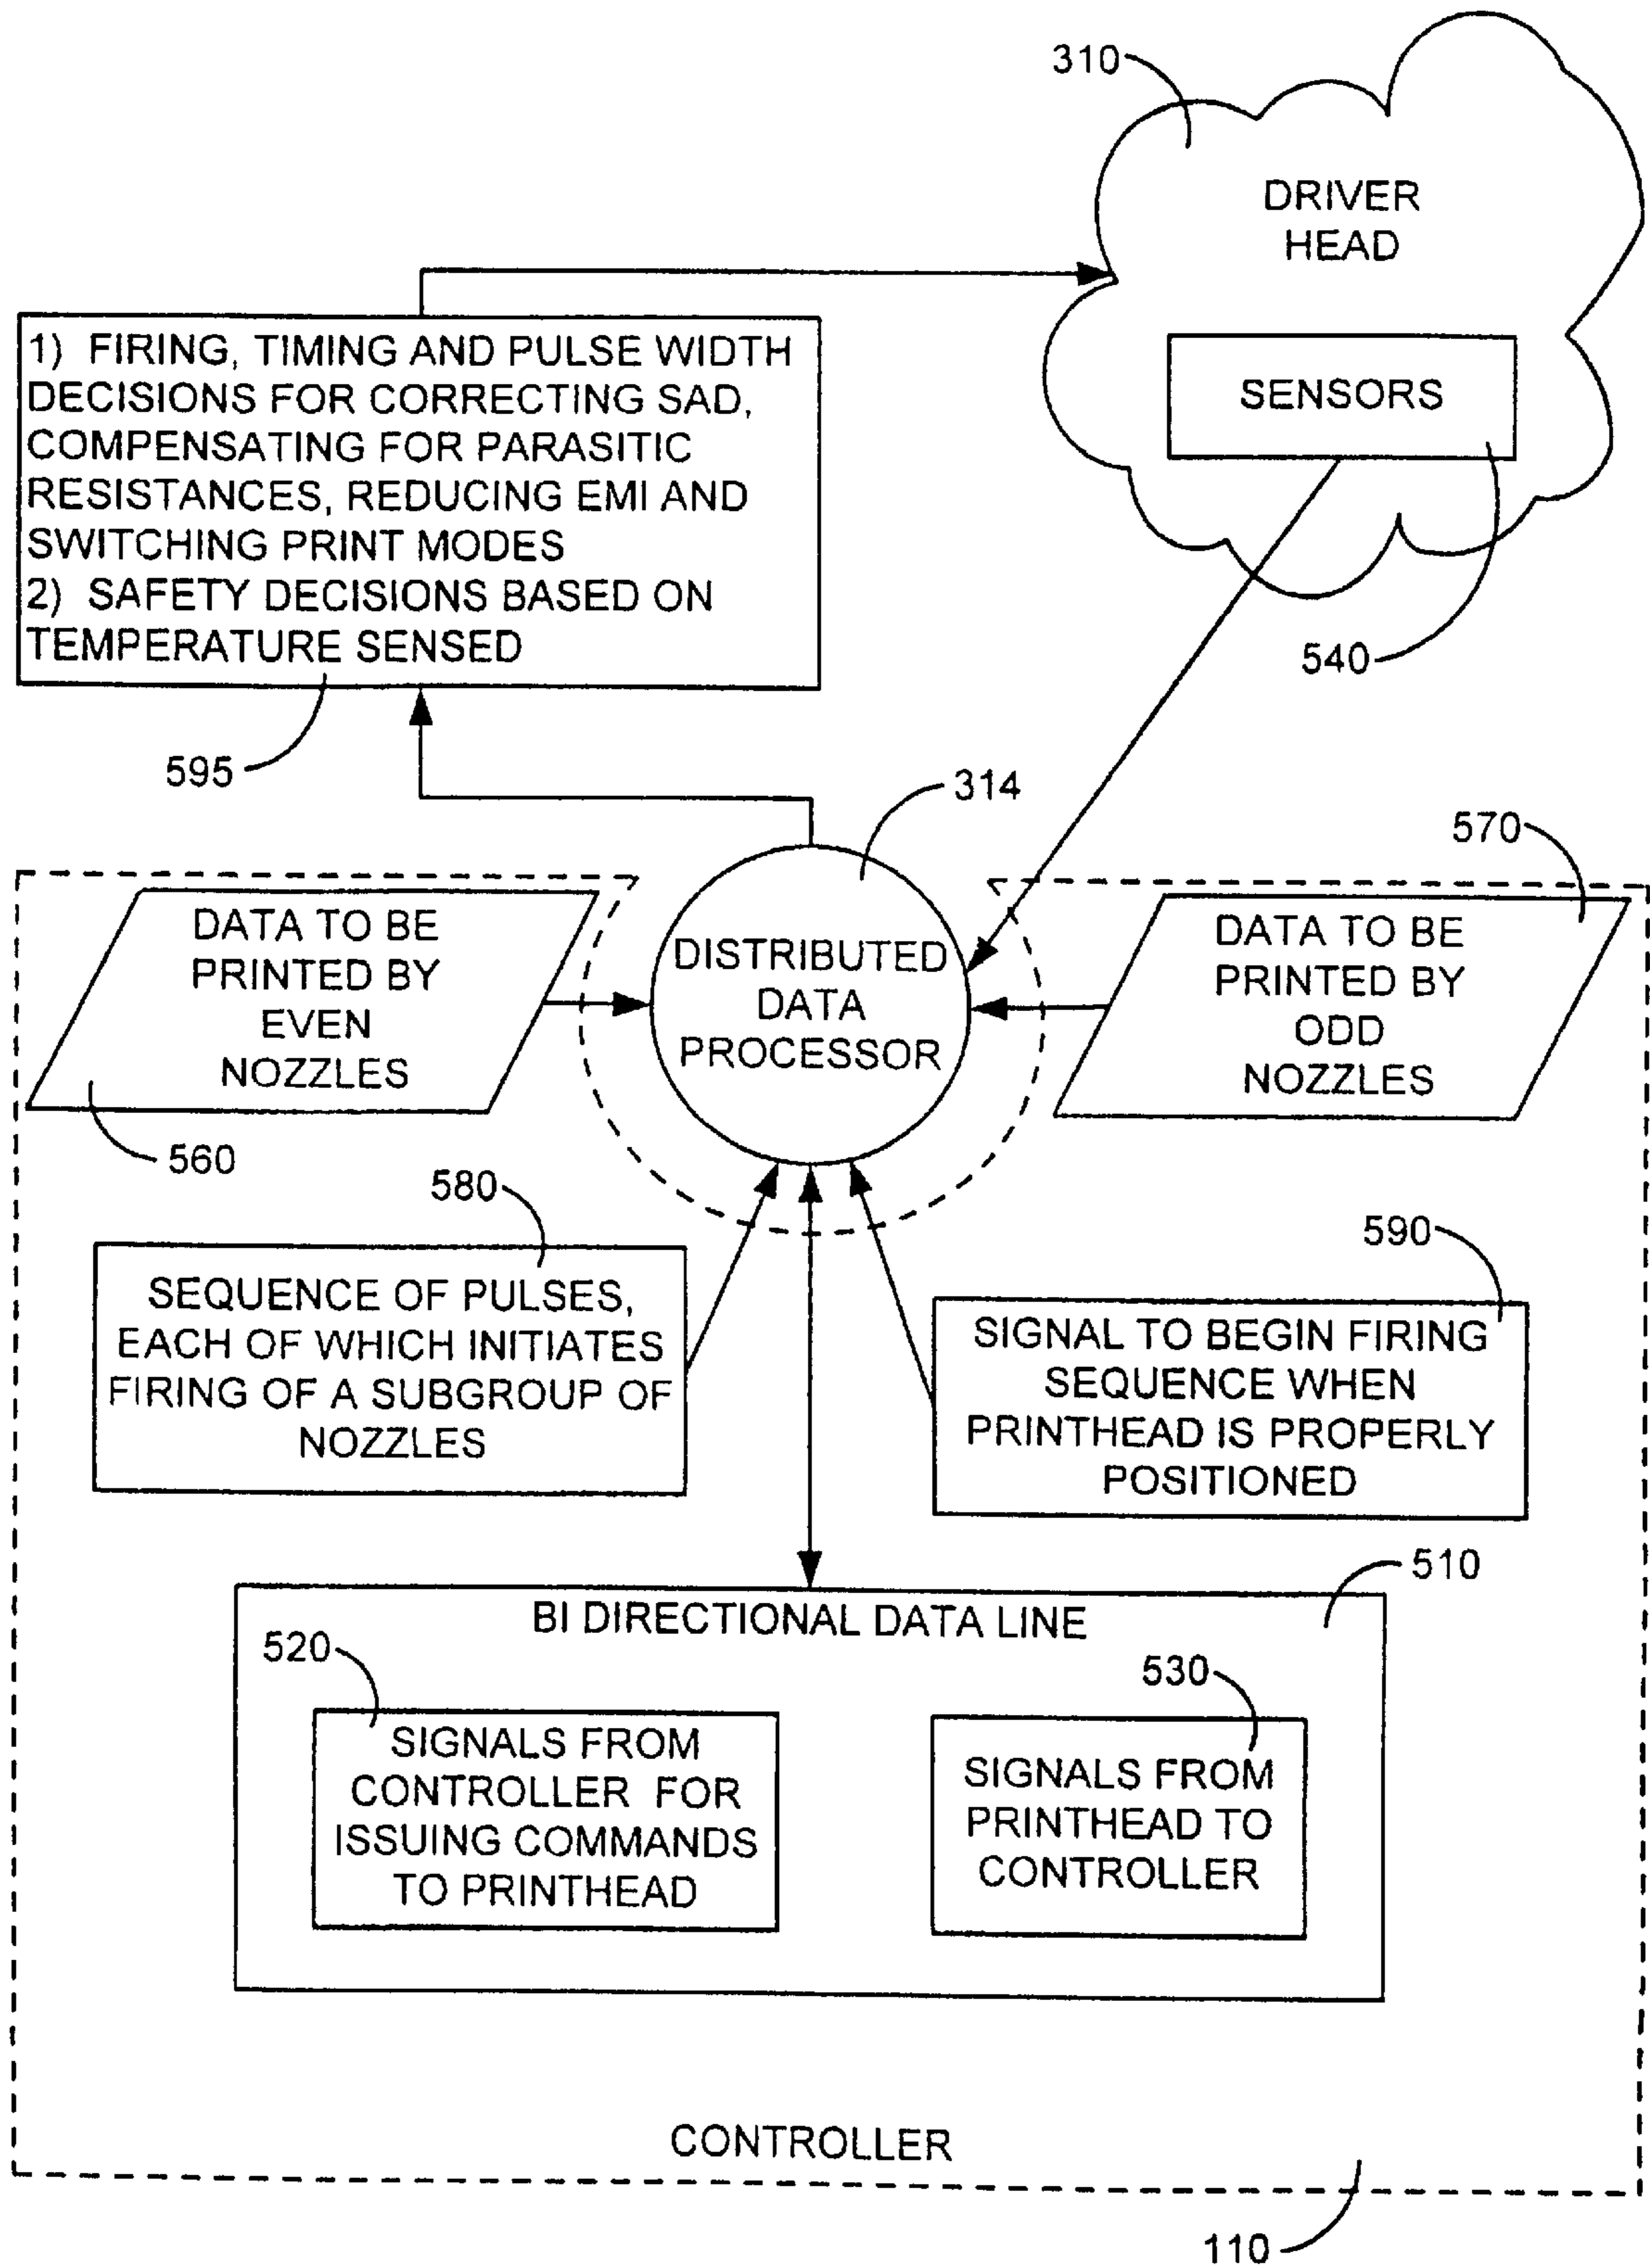 310
DRIVER
HEAD
SENSORS
540
1) FIRING, TIMING AND PULSE WIDTH
DECISIONS FOR CORRECTING SAD,
COMPENSATING FOR PARASITIC
RESISTANCES, REDUCING EMI AND
SWITCHING PRINT MODES
2) SAFETY DECISIONS BASED ON
TEMPERATURE SENSED
595
314
570
DATA TO BE
PRINTED BY
EVEN
NOZZLES
560
DISTRIBUTED
DATA
PROCESSOR
DATA TO BE
PRINTED BY
ODD
NOZZLES
580
SEQUENCE OF PULSES,
EACH OF WHICH INITIATES
FIRING OF A SUBGROUP OF
NOZZLES
590
SIGNAL TO BEGIN FIRING
SEQUENCE WHEN
PRINTHEAD IS PROPERLY
POSITIONED
510
BI DIRECTIONAL DATA LINE
520
SIGNALS FROM
CONTROLLER FOR
ISSUING COMMANDS
TO PRINTHEAD
530
SIGNALS FROM
PRINTHEAD TO
CONTROLLER
CONTROLLER
110